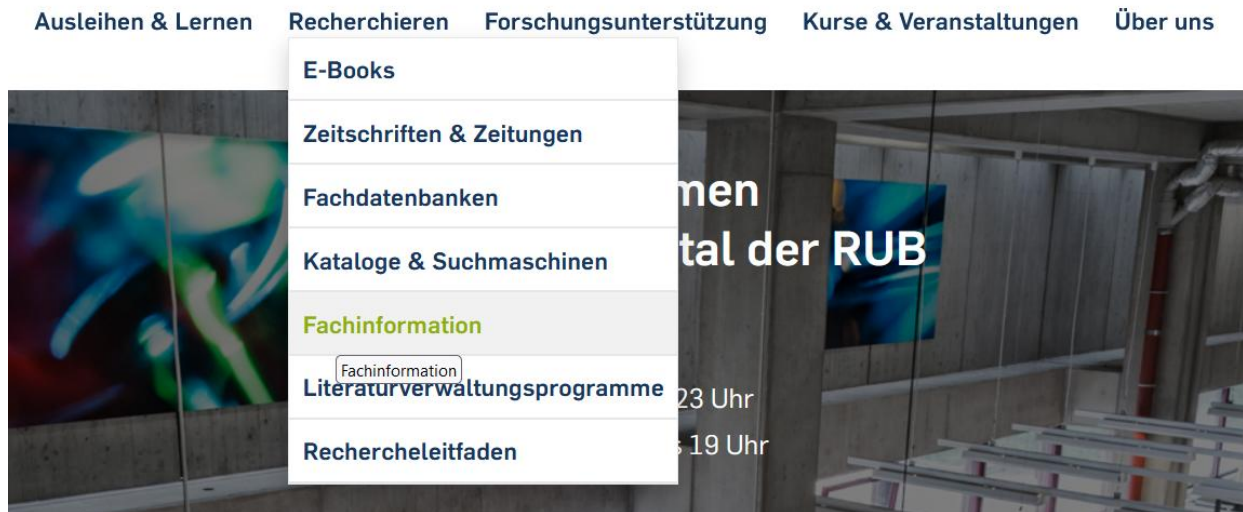 Ausleihen & Lernen Recherchieren Forschungsunterstützung Kurse & Veranstaltungen Über uns
E-Books
Zeitschriften & Zeitungen
Fachdatenbanken
men
Kataloge & Suchmaschinen
tal der RUB
Fachinformation
Fachinformation
Literaturverwaltungsprogramme
23 Uhr
Rechercheleitfaden
s 19 Uhr